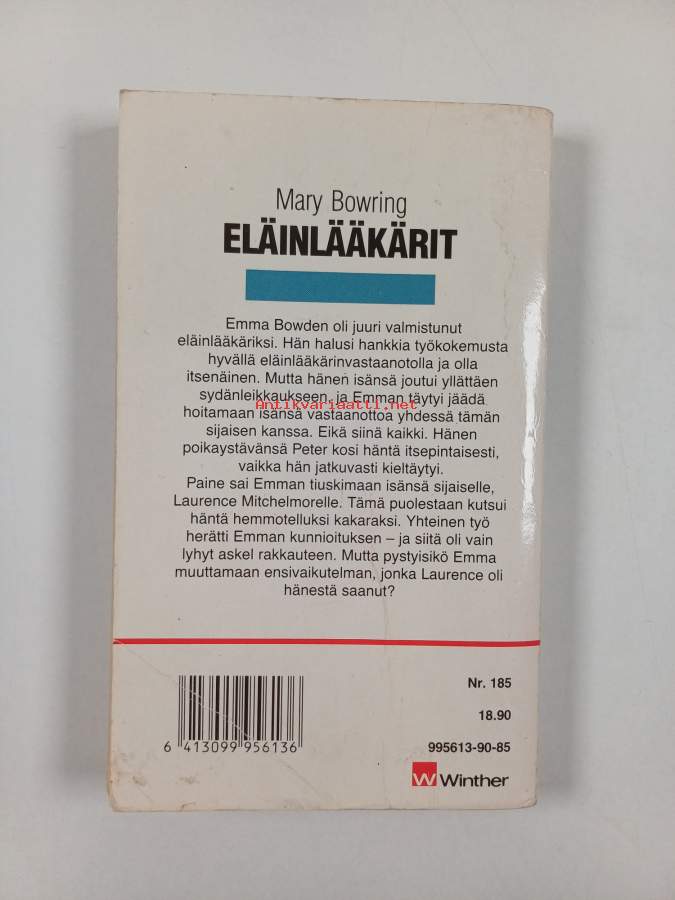 Mary Bowring
ELÄINLÄÄKÄRIT
Emma Bowden oli juuri valmistunut
eläinlääkäriksi. Hän halusi hankkia työkokemusta
hyvällä eläinlääkärinvastaanotolla ja olla
itsenäinen. Mutta hänen isänsä joutui yllättäen
sydänleikkaukseen, ja Emman täytyi jäädä
Antikvariaatti.net
hoitamaan isänsä vastaanottoa yhdessä tämän
sijaisen kanssa. Eikä siinä kaikki. Hänen
poikaystävänsä Peter kosi häntä itsepintaisesti,
vaikka hän jatkuvasti kieltäytyi.
Paine sai Emman tiuskimaan isänsä sijaiselle,
Laurence Mitchelmorelle. Tämä puolestaan kutsui
häntä hemmotelluksi kakaraksi. Yhteinen työ
herätti Emman kunnioituksen – ja siitä oli vain
lyhyt askel rakkauteen. Mutta pystyisikö Emma
muuttamaan ensivaikutelman, jonka Laurence oli
hänestä saanut?
Nr. 185
18.90
995613-90-85
6 413099 956136
W Winther